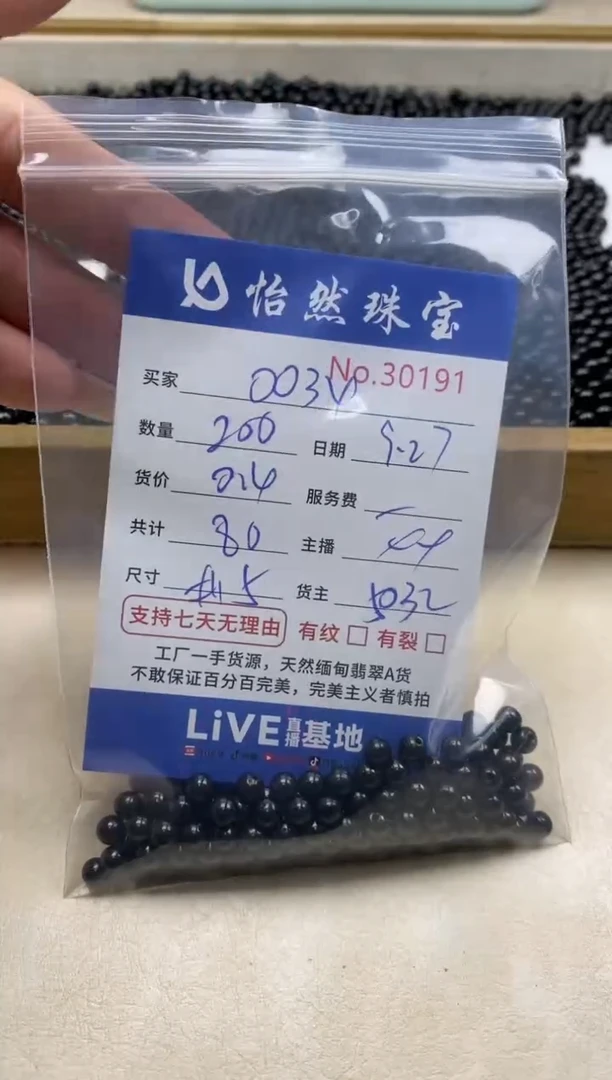 怡然珠宝
No.30191
买家 0034
数量 200 日期 9.27
货价 0.4 服务费
共计 80 主播 44
尺寸 5 货主 5032
支持七天无理由 有纹 □ 有裂 □
工厂一手货源，天然缅甸翡翠A货
不敢保证百分百完美，完美主义者慎拍
LiVE直播基地